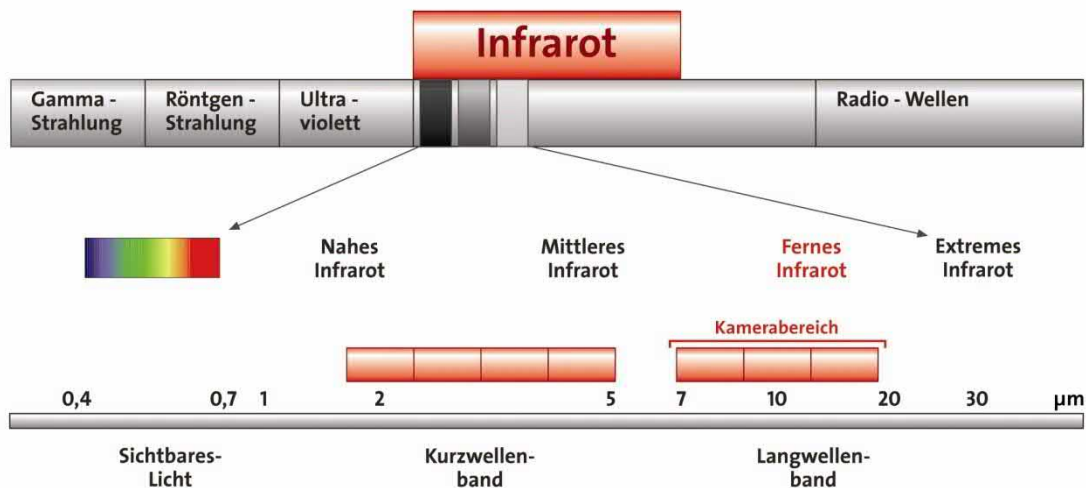 Infrarot
Gamma -
Strahlung
Röntgen -
Strahlung
Ultra -
violett
Radio - Wellen
Nahes
Infrarot
Mittleres
Infrarot
Fernes
Infrarot
Extremes
Infrarot
Kamerabereich
0,4 0,7 1 2 5 7 10 20 30 µm
Sichtbares-
Licht
Kurzwellen-
band
Langwellen-
band